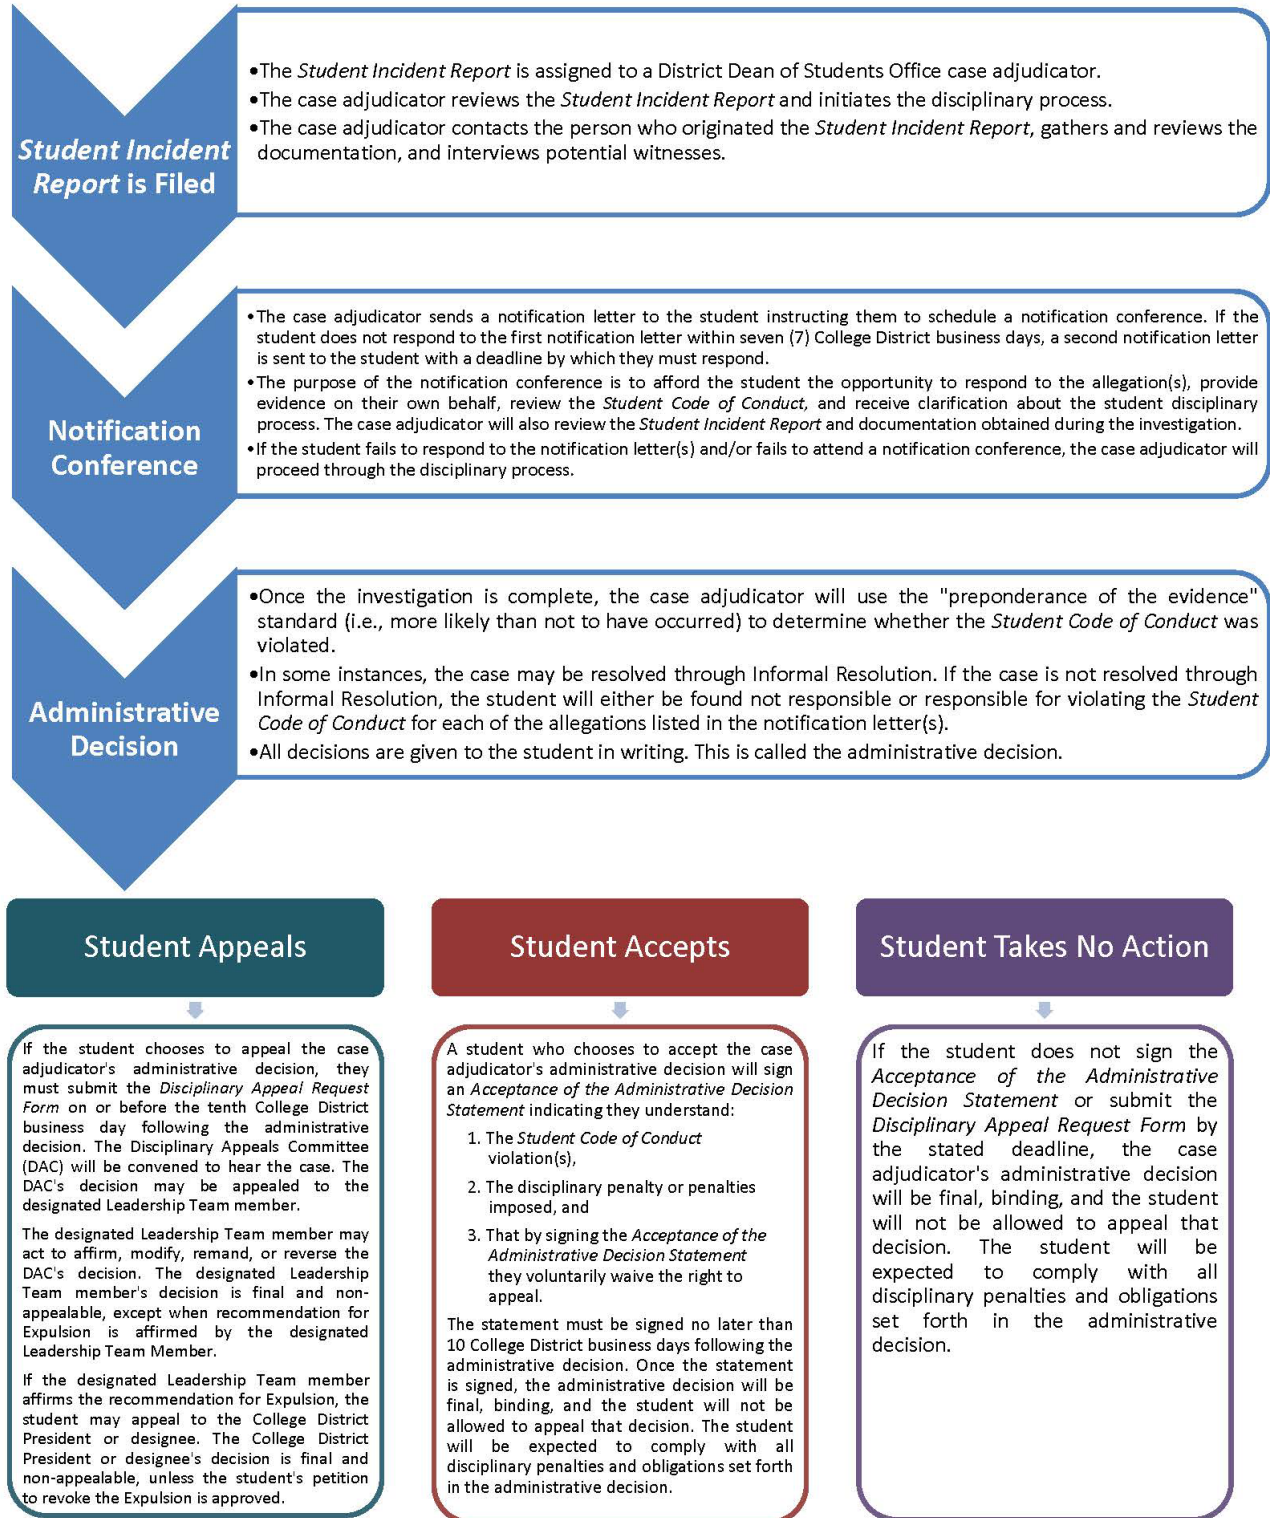 Student Incident
Report is Filed
•The Student Incident Report is assigned to a District Dean of Students Office case adjudicator.
•The case adjudicator reviews the Student Incident Report and initiates the disciplinary process.
•The case adjudicator contacts the person who originated the Student Incident Report, gathers and reviews the
documentation, and interviews potential witnesses.
Notification
Conference
•The case adjudicator sends a notification letter to the student instructing them to schedule a notification conference. If the
student does not respond to the first notification letter within seven (7) College District business days, a second notification letter
is sent to the student with a deadline by which they must respond.
•The purpose of the notification conference is to afford the student the opportunity to respond to the allegation(s), provide
evidence on their own behalf, review the Student Code of Conduct, and receive clarification about the student disciplinary
process. The case adjudicator will also review the Student Incident Report and documentation obtained during the investigation.
•If the student fails to respond to the notification letter(s) and/or fails to attend a notification conference, the case adjudicator will
proceed through the disciplinary process.
Administrative
Decision
•Once the investigation is complete, the case adjudicator will use the "preponderance of the evidence"
standard (i.e., more likely than not to have occurred) to determine whether the Student Code of Conduct was
violated.
•In some instances, the case may be resolved through Informal Resolution. If the case is not resolved through
Informal Resolution, the student will either be found not responsible or responsible for violating the Student
Code of Conduct for each of the allegations listed in the notification letter(s).
•All decisions are given to the student in writing. This is called the administrative decision.
Student Appeals
If the student chooses to appeal the case
adjudicator's administrative decision, they
must submit the Disciplinary Appeal Request
Form on or before the tenth College District
business day following the administrative
decision. The Disciplinary Appeals Committee
(DAC) will be convened to hear the case. The
DAC's decision may be appealed to the
designated Leadership Team member.
The designated Leadership Team member may
act to affirm, modify, remand, or reverse the
DAC's decision. The designated Leadership
Team member's decision is final and non-
appealable, except when recommendation for
Expulsion is affirmed by the designated
Leadership Team Member.
If the designated Leadership Team member
affirms the recommendation for Expulsion, the
student may appeal to the College District
President or designee. The College District
President or designee's decision is final and
non-appealable, unless the student's petition
to revoke the Expulsion is approved.
Student Accepts
A student who chooses to accept the case
adjudicator's administrative decision will sign
an Acceptance of the Administrative Decision
Statement indicating they understand:
1. The Student Code of Conduct
violation(s),
2. The disciplinary penalty or penalties
imposed, and
3. That by signing the Acceptance of the
Administrative Decision Statement
they voluntarily waive the right to
appeal.
The statement must be signed no later than
10 College District business days following the
administrative decision. Once the statement
is signed, the administrative decision will be
final, binding, and the student will not be
allowed to appeal that decision. The student
will be expected to comply with all
disciplinary penalties and obligations set forth
in the administrative decision.
Student Takes No Action
If the student does not sign the
Acceptance of the Administrative
Decision Statement or submit the
Disciplinary Appeal Request Form by
the stated deadline, the case
adjudicator's administrative decision
will be final, binding, and the student
will not be allowed to appeal that
decision. The student will be
expected to comply with all
disciplinary penalties and obligations
set forth in the administrative
decision.